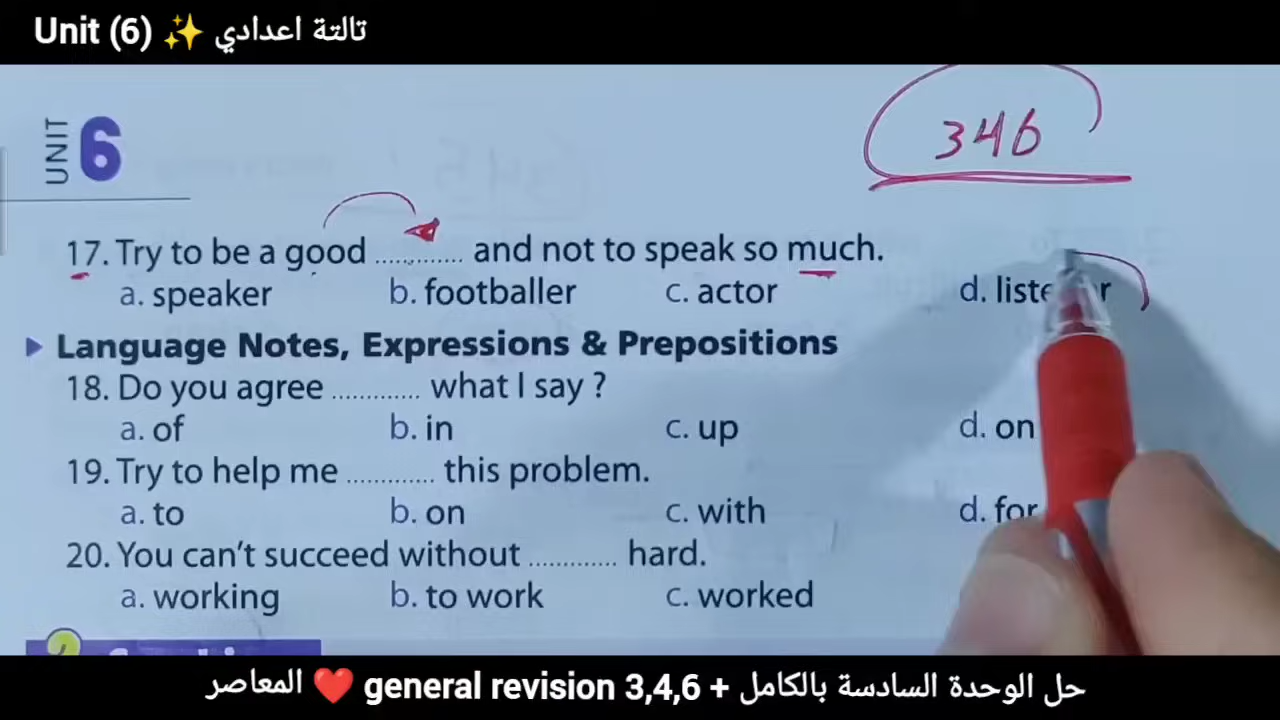 Unit (6) ✨ تالتة اعدادي
346
UNIT 6
17. Try to be a good ............ and not to speak so much.
a. speaker b. footballer c. actor d.
Language Notes, Expressions & Prepositions
18. Do you agree ............ what I say ?
a. of b. in c. up d. on
19. Try to help me ............ this problem.
a. to b. on c. with d. for
20. You can't succeed without ............ hard.
a. working b. to work c. worked
حل الوحدة السادسة بالكامل + general revision 3,4,6 ❤️ المعاصر